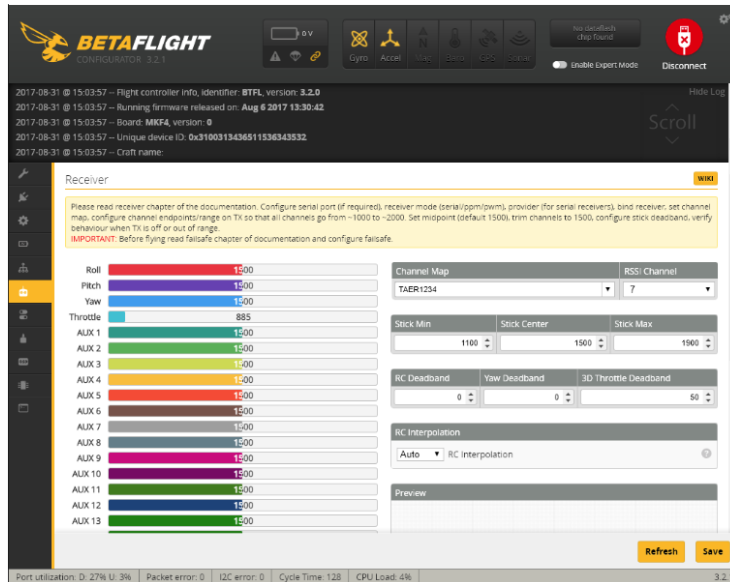 BETAFLIGHT
CONFIGURATOR 3.2.1
0 V
Gyro Accel Mag Baro GPS Sonar
No dataflash
chip found
Enable Expert Mode
Disconnect
2017-08-31 @ 15:03:57 -- Flight controller info, identifier: BTFL, version: 3.2.0
Hide Log
2017-08-31 @ 15:03:57 -- Running firmware released on: Aug 6 2017 13:30:42
2017-08-31 @ 15:03:57 -- Board: MKF4, version: 0
2017-08-31 @ 15:03:57 -- Unique device ID: 0x3100313436511536343532
2017-08-31 @ 15:03:57 -- Craft name:
Scroll
Receiver
WIKI
Please read receiver chapter of the documentation. Configure serial port (if required), receiver mode (serial/ppm/pwm), provider (for serial receivers), bind receiver, set channel
map, configure channel endpoints/range on TX so that all channels go from ~1000 to ~2000. Set midpoint (default 1500), trim channels to 1500, configure stick deadband, verify
behaviour when TX is off or out of range.
IMPORTANT: Before flying read failsafe chapter of documentation and configure failsafe.
Roll 1500
Pitch 1500
Yaw 1500
Throttle 885
AUX 1 1500
AUX 2 1500
AUX 3 1500
AUX 4 1500
AUX 5 1500
AUX 6 1500
AUX 7 1500
AUX 8 1500
AUX 9 1500
AUX 10 1500
AUX 11 1500
AUX 12 1500
AUX 13 1500
Channel Map RSSI Channel
TAER1234 7
Stick Min Stick Center Stick Max
1100 1500 1900
RC Deadband Yaw Deadband 3D Throttle Deadband
0 0 50
RC Interpolation
Auto RC Interpolation
Preview
Refresh Save
Port utilization: D: 27% U: 3% Packet error: 0 I2C error: 0 Cycle Time: 128 CPU Load: 4% 3.2.